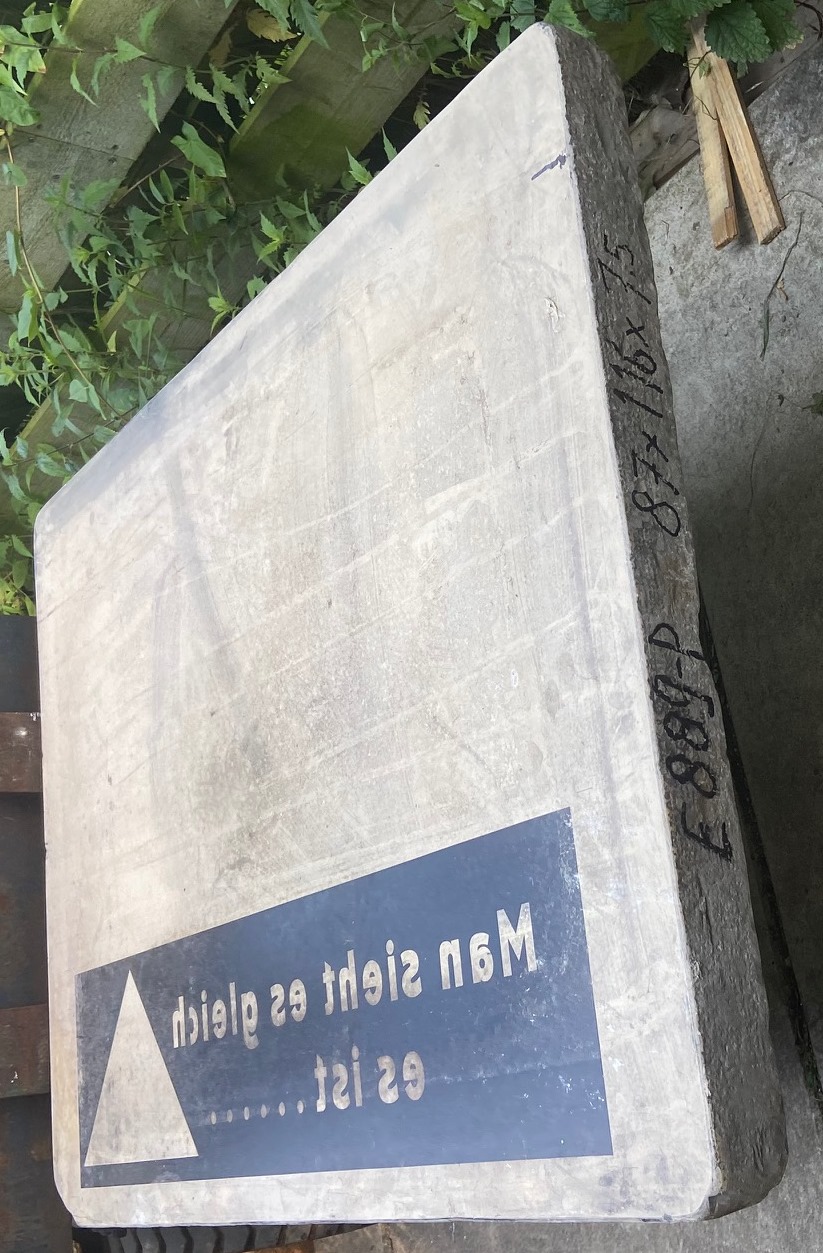 Man sieht es gleich
es ist.......
E 889-P 87x116x7.5